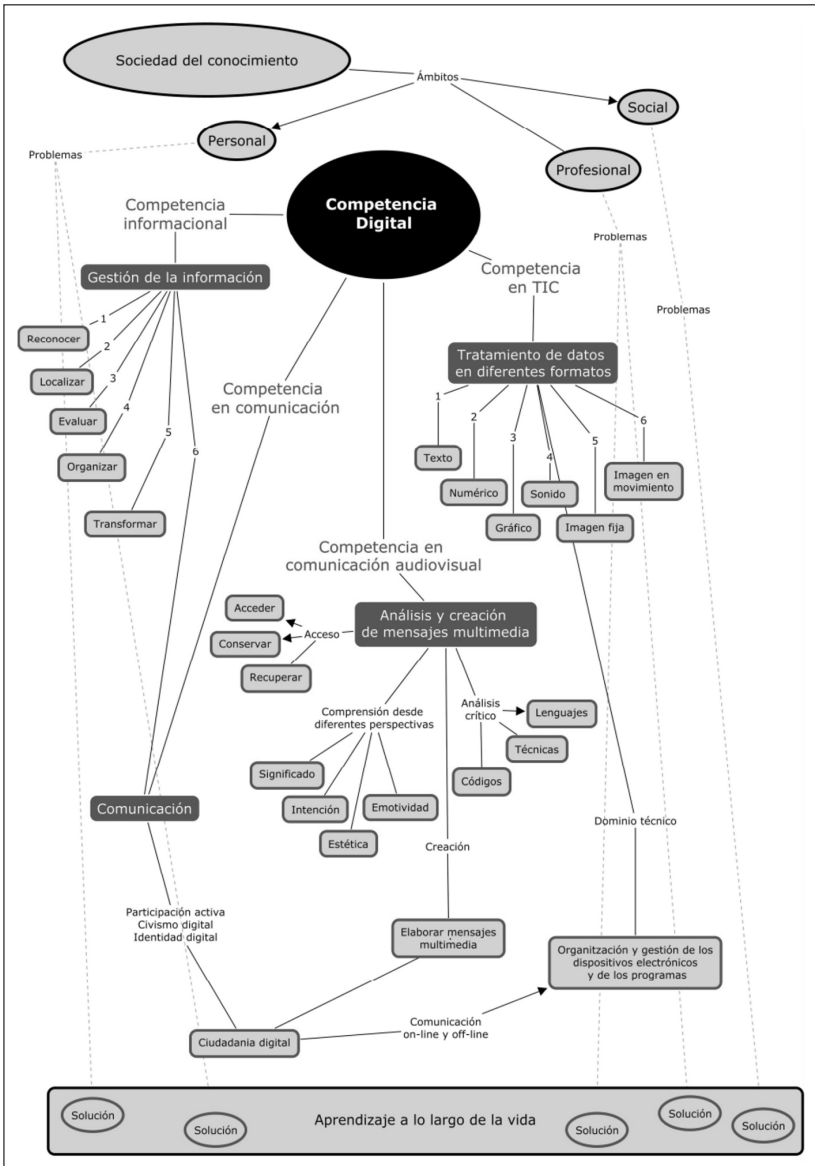 Sociedad del conocimiento
Ámbitos
Social
Personal
Profesional
Problemas
Problemas
Problemas
Competencia
Digital
Competencia
informacional
Gestión de la información
1
2
3
4
5
6
Reconocer
Localizar
Evaluar
Organizar
Transformar
Competencia
en TIC
Tratamiento de datos
en diferentes formatos
1
2
3
4
5
6
Texto
Numérico
Gráfico
Sonido
Imagen fija
Imagen en
movimiento
Competencia
en comunicación
Competencia en
comunicación audiovisual
Análisis y creación
de mensajes multimedia
Acceso
Acceder
Conservar
Recuperar
Comprensión desde
diferentes perspectivas
Significado
Intención
Estética
Emotividad
Análisis
crítico
Lenguajes
Técnicas
Códigos
Creación
Comunicación
Dominio técnico
Participación activa
Civismo digital
Identidad digital
Elaborar mensajes
multimedia
Organitzación y gestión de los
dispositivos electrónicos
y de los programas
Comunicación
on-line y off-line
Ciudadania digital
Aprendizaje a lo largo de la vida
Solución
Solución
Solución
Solución
Solución